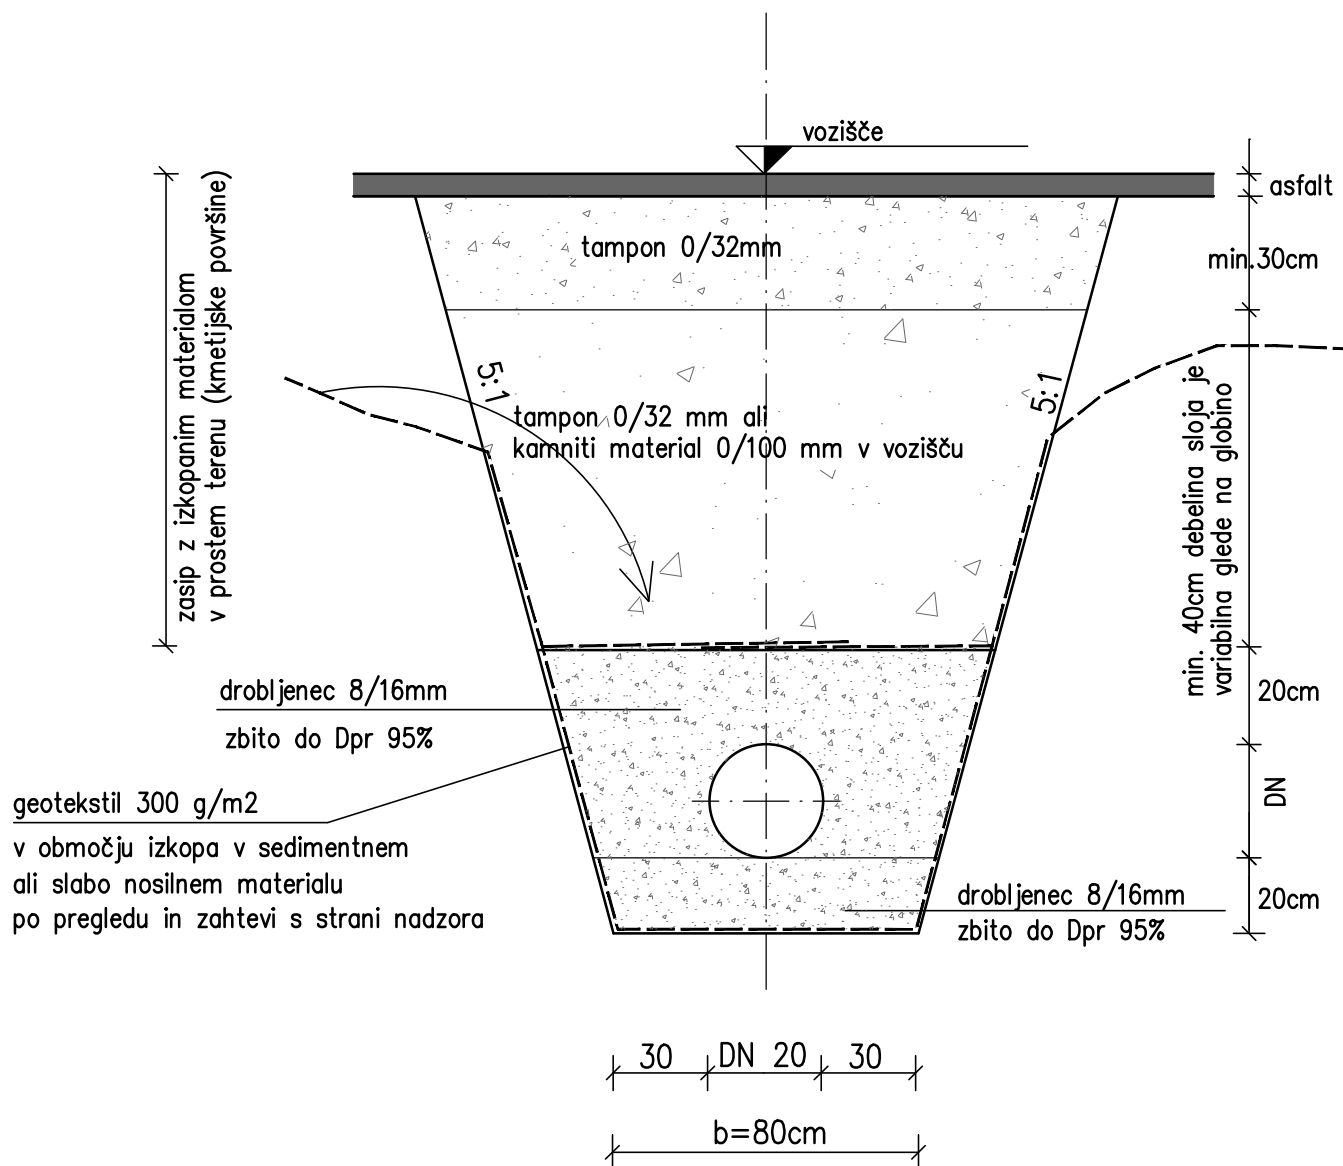 vozišče
asfalt
tampon 0/32mm
min.30cm
zasip z izkopanim materialom
v prostem terenu (kmetijske površine)
5:1
5:1
tampon 0/32 mm ali
kamniti material 0/100 mm v vozišču
min. 40cm debelina sloja je
variabilna glede na globino
drobljenec 8/16mm
zbito do Dpr 95%
20cm
DN
geotekstil 300 g/m2
v območju izkopa v sedimentnem
ali slabo nosilnem materialu
po pregledu in zahtevi s strani nadzora
drobljenec 8/16mm
zbito do Dpr 95%
20cm
30 DN 20 30
b=80cm